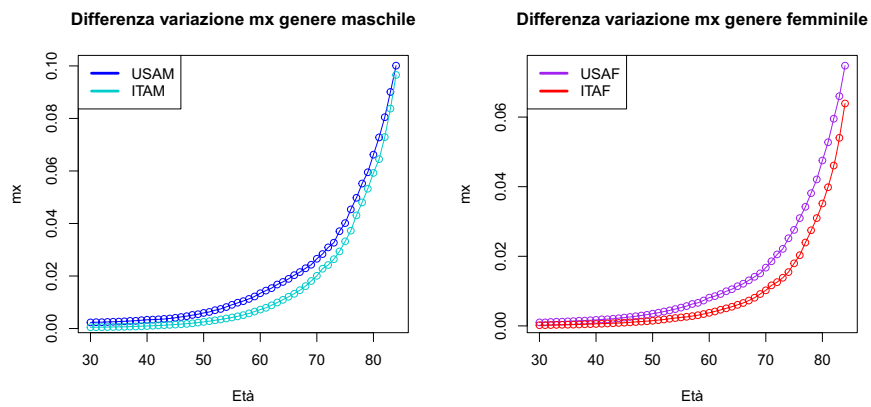 Differenza variazione mx genere maschile
mx
0.00
0.02
0.04
0.06
0.08
0.10
USAM
ITAM
30 40 50 60 70 80
Età
Differenza variazione mx genere femminile
mx
0.00
0.02
0.04
0.06
USAF
ITAF
30 40 50 60 70 80
Età